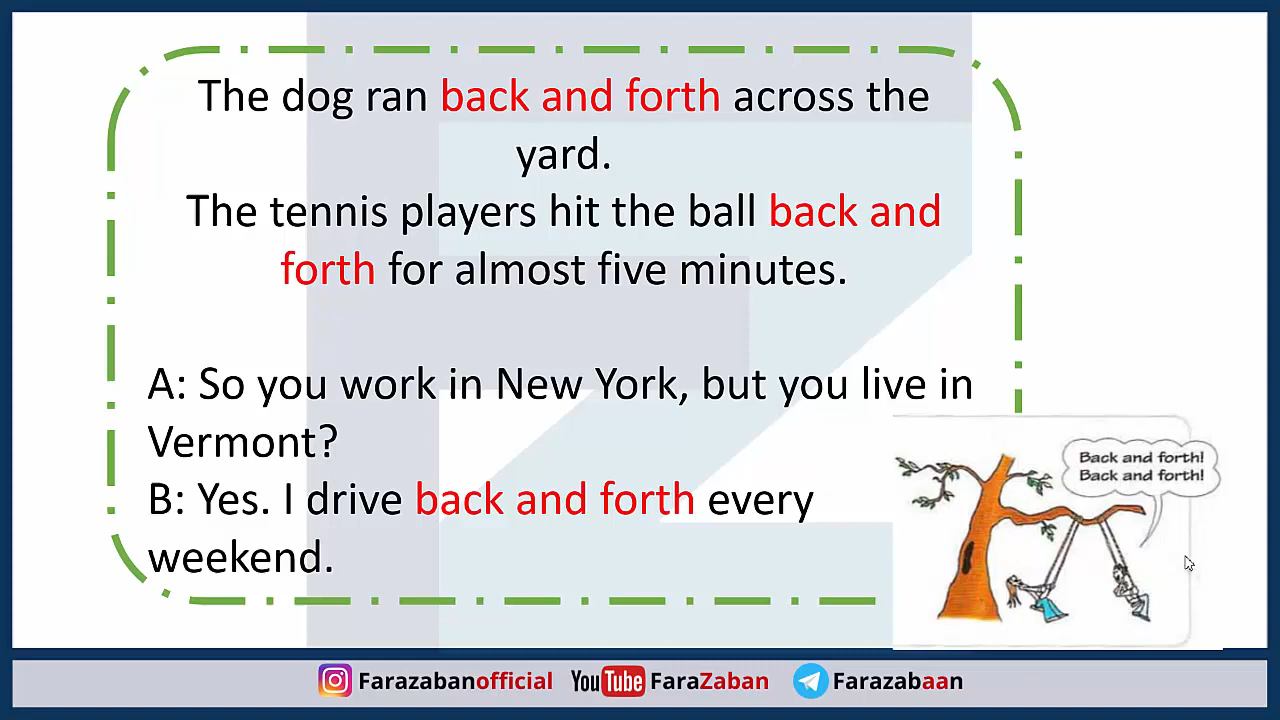 The dog ran back and forth across the
yard.
The tennis players hit the ball back and
forth for almost five minutes.
A: So you work in New York, but you live in
Vermont?
B: Yes. I drive back and forth every
weekend.
Back and forth!
Back and forth!
Farazabanofficial YouTube FaraZaban Farazabaan